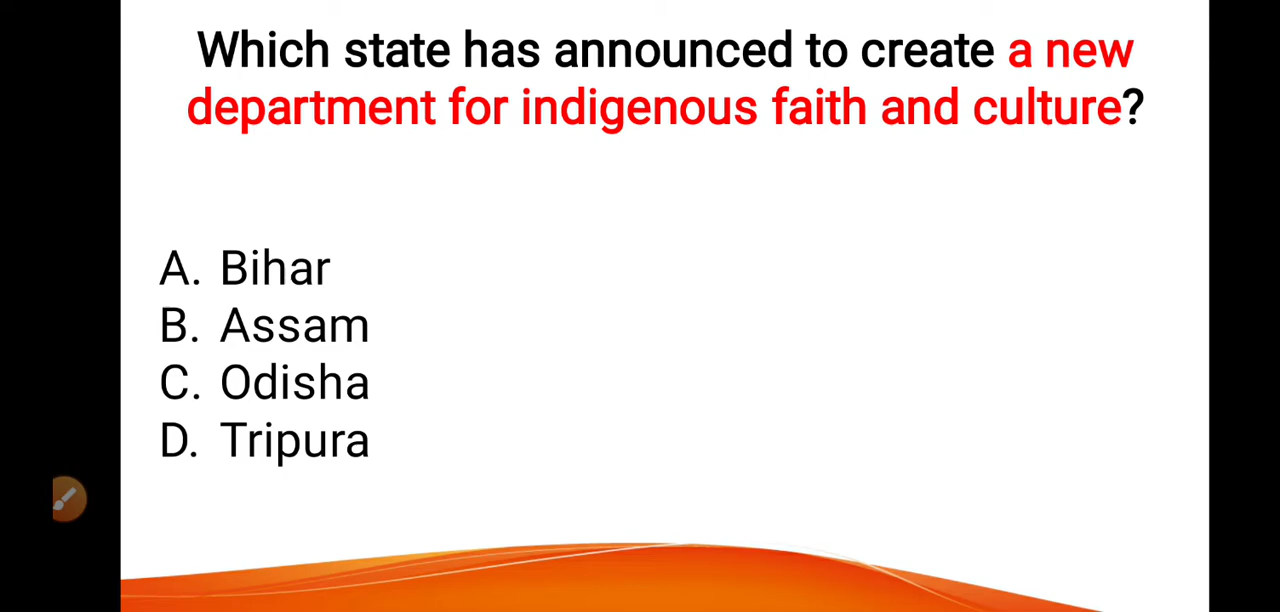 Which state has announced to create a new
department for indigenous faith and culture?
A. Bihar
B. Assam
C. Odisha
D. Tripura